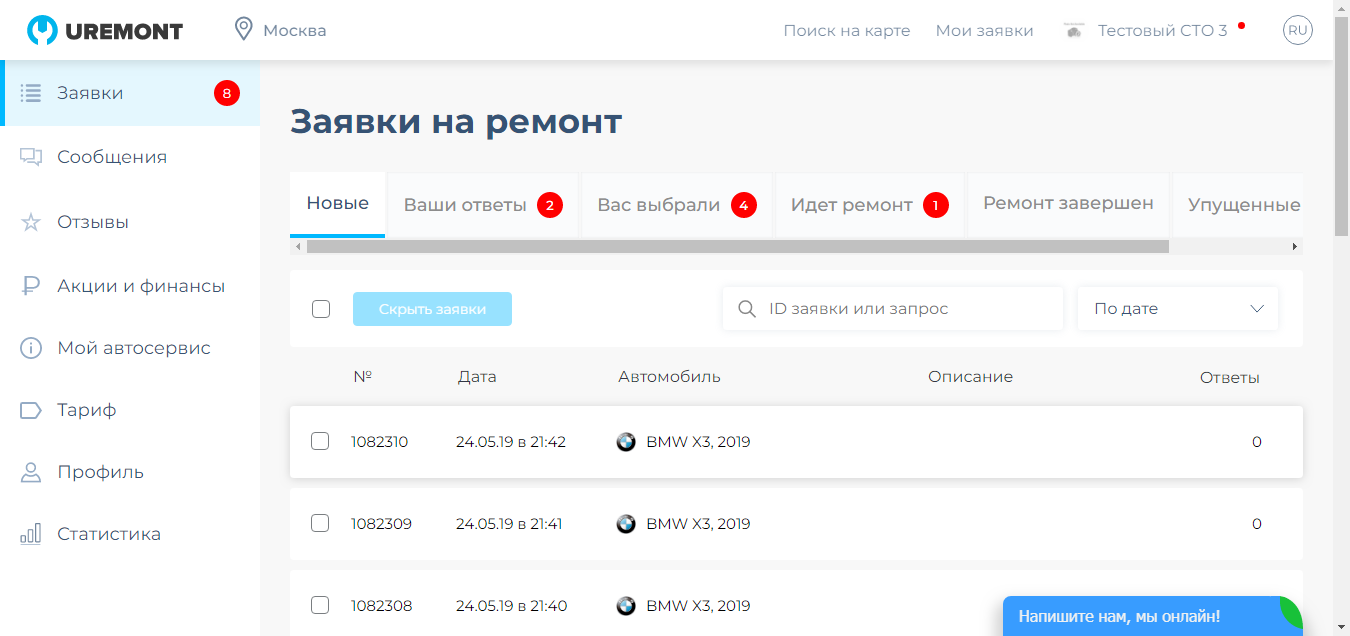 UREMONT
Москва
Поиск на карте
Мои заявки
Тестовый СТО 3
RU
Заявки
8
Сообщения
Отзывы
Акции и финансы
Мой автосервис
Тариф
Профиль
Статистика
Заявки на ремонт
Новые
Ваши ответы 2
Вас выбрали 4
Идет ремонт 1
Ремонт завершен
Упущенные
Скрыть заявки
ID заявки или запрос
По дате
№ Дата Автомобиль Описание Ответы
1082310 24.05.19 в 21:42 BMW X3, 2019 0
1082309 24.05.19 в 21:41 BMW X3, 2019 0
1082308 24.05.19 в 21:40 BMW X3, 2019
Напишите нам, мы онлайн!